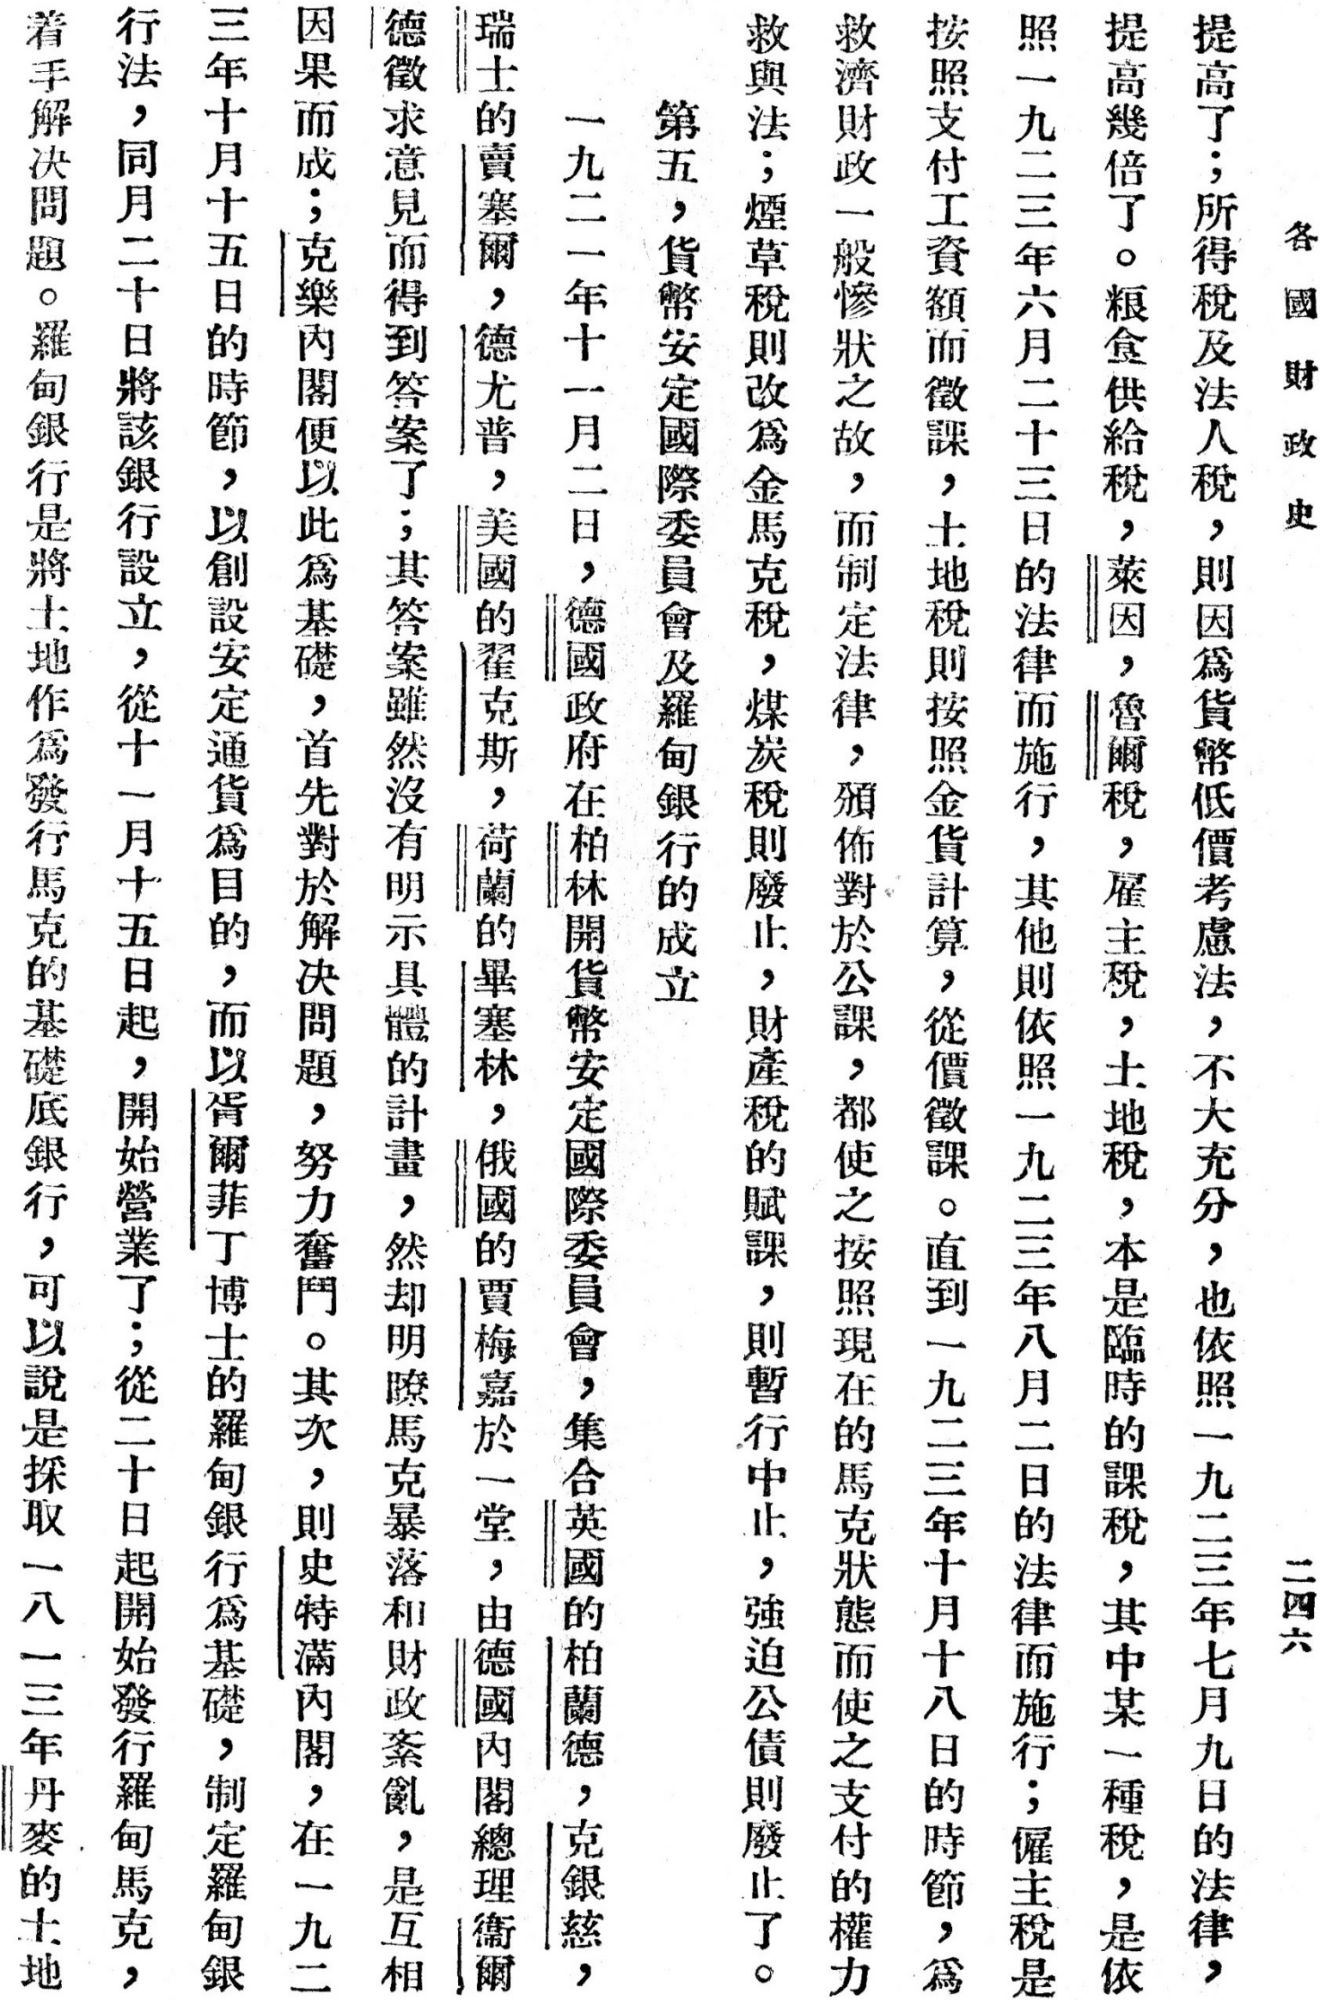 各國財政史
二四六
提高了；所得稅及法人稅，則因爲貨幣低價考慮法，不大充分，也依照一九二三年七月九日的法律，
提高幾倍了。粮食供給稅，萊因，魯爾稅，雇主稅，土地稅，本是臨時的課稅，其中某一種稅，是依
照一九二三年六月二十三日的法律而施行，其他則依照一九二三年八月二日的法律而施行；僱主稅是
按照支付工資額而徵課，土地稅則按照金貨計算，從價徵課。直到一九二三年十月十八日的時節，爲
救濟財政一般慘狀之故，而制定法律，頒佈對於公課，都使之按照現在的馬克狀態而使之支付的權力
救與法；煙草稅則改爲金馬克稅，煤炭稅則廢止，財產稅的賦課，則暫行中止，強迫公債則廢止了。
第五，貨幣安定國際委員會及羅甸銀行的成立
一九二一年十一月二日，德國政府在柏林開貨幣安定國際委員會，集合英國的柏蘭德，克銀慈，
瑞士的賣塞爾，德尤普，美國的翟克斯，荷蘭的畢塞林，俄國的賈梅嘉於一堂，由德國內閣總理衞爾
德徵求意見而得到答案了；其答案雖然沒有明示具體的計畫，然却明瞭馬克暴落和財政紊亂，是互相
因果而成；克樂內閣便以此爲基礎，首先對於解決問題，努力奮鬥。其次，則史特滿內閣，在一九二
三年十月十五日的時節，以創設安定通貨爲目的，而以胥爾菲丁博士的羅甸銀行爲基礎，制定羅甸銀
行法，同月二十日將該銀行設立，從十一月十五日起，開始營業了；從二十日起開始發行羅甸馬克，
着手解決問題。羅甸銀行是將土地作爲發行馬克的基礎底銀行，可以說是採取一八一三年丹麥的土地